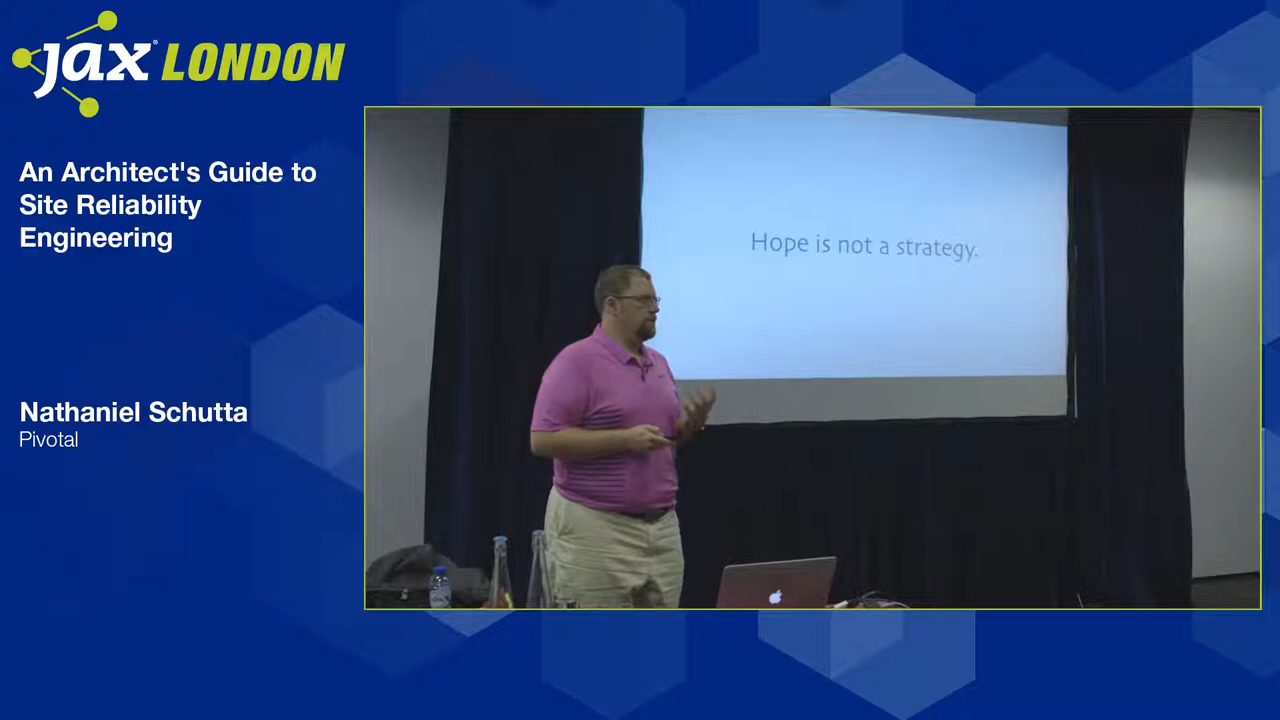 JAX LONDON
An Architect's Guide to
Site Reliability
Engineering
Nathaniel Schutta
Pivotal
Hope is not a strategy.